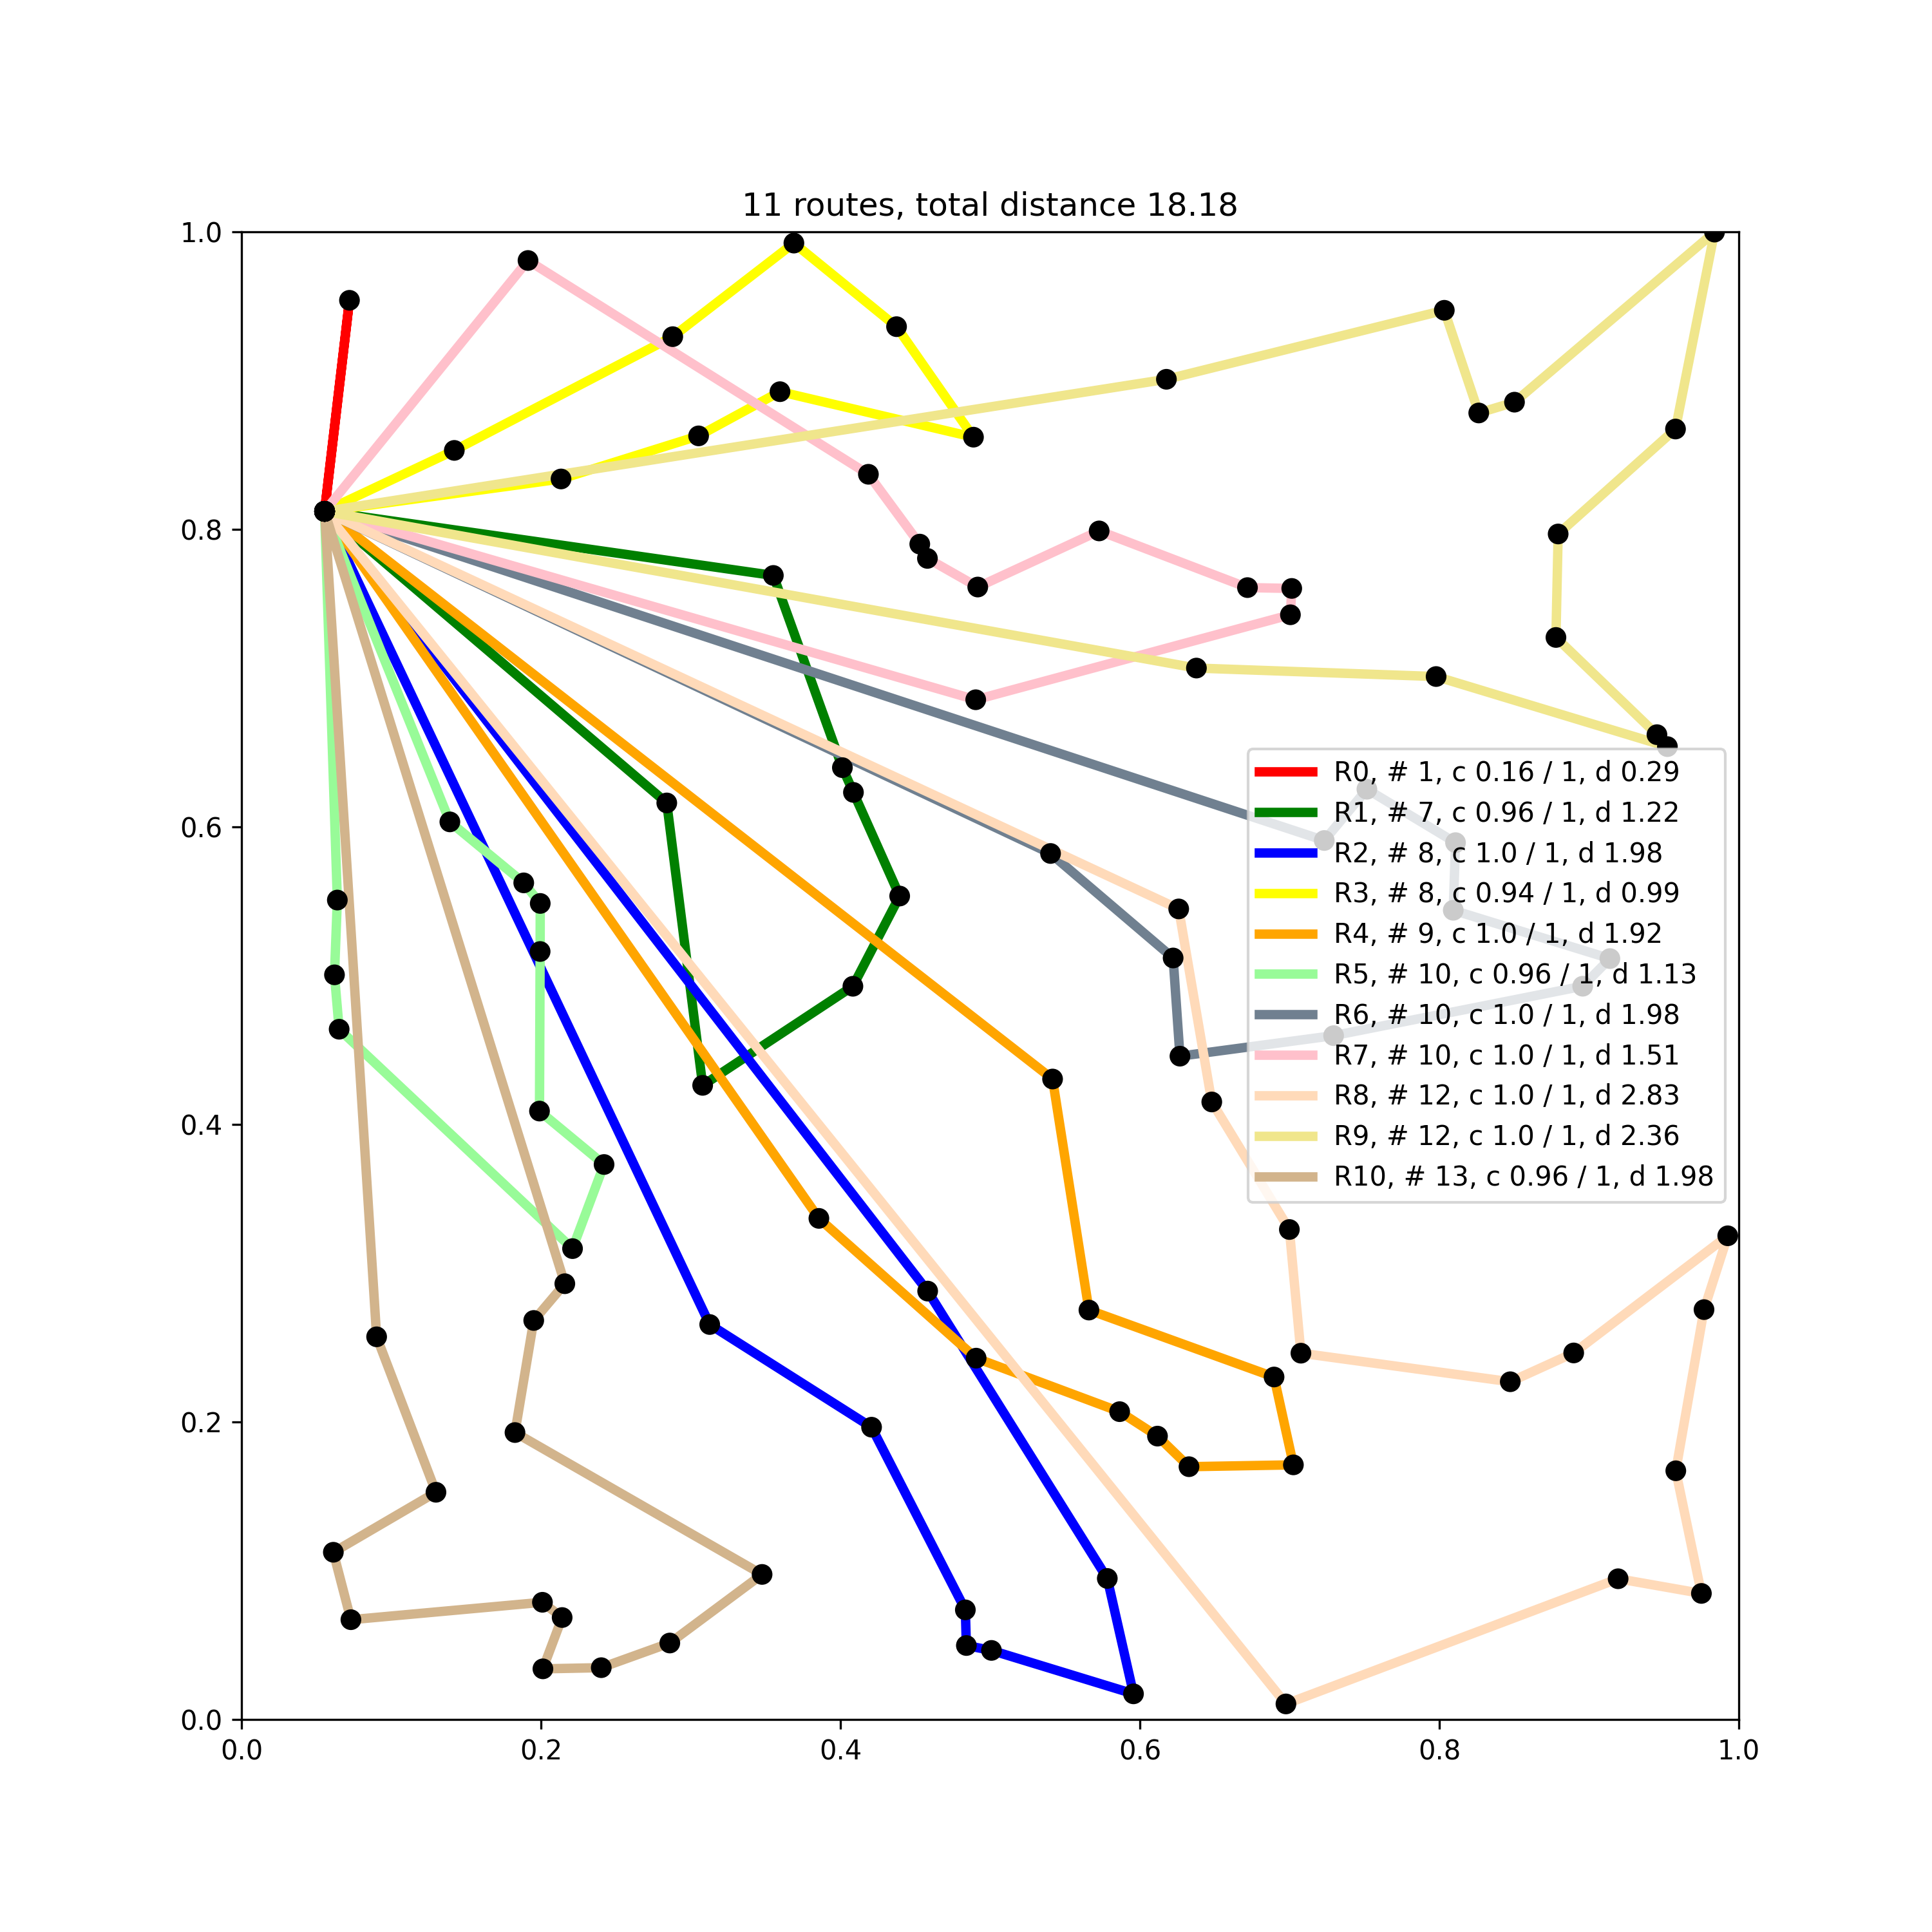 11 routes, total distance 18.18
1.0
0.8
0.6
0.4
0.2
0.0
0.0 0.2 0.4 0.6 0.8 1.0
R0, # 1, c 0.16 / 1, d 0.29
R1, # 7, c 0.96 / 1, d 1.22
R2, # 8, c 1.0 / 1, d 1.98
R3, # 8, c 0.94 / 1, d 0.99
R4, # 9, c 1.0 / 1, d 1.92
R5, # 10, c 0.96 / 1, d 1.13
R6, # 10, c 1.0 / 1, d 1.98
R7, # 10, c 1.0 / 1, d 1.51
R8, # 12, c 1.0 / 1, d 2.83
R9, # 12, c 1.0 / 1, d 2.36
R10, # 13, c 0.96 / 1, d 1.98